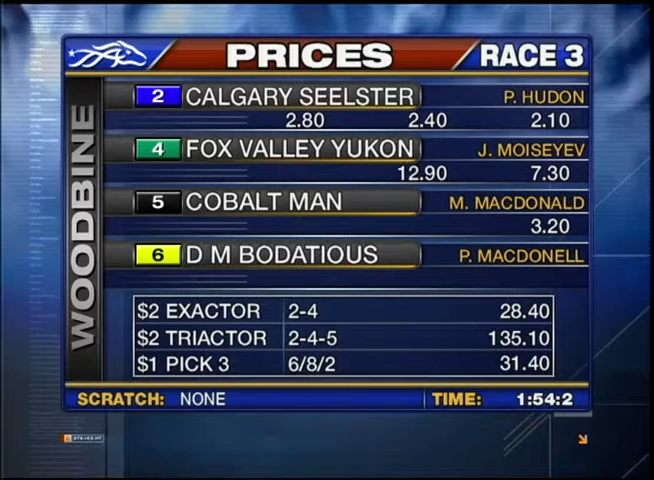 PRICES RACE 3
WOODBINE
2 CALGARY SEELSTER P. HUDON
2.80 2.40 2.10
4 FOX VALLEY YUKON J. MOISEYEV
12.90 7.30
5 COBALT MAN M. MACDONALD
3.20
6 D M BODATIOUS P. MACDONELL
$2 EXACTOR 2-4 28.40
$2 TRIACTOR 2-4-5 135.10
$1 PICK 3 6/8/2 31.40
SCRATCH: NONE TIME: 1:54:2